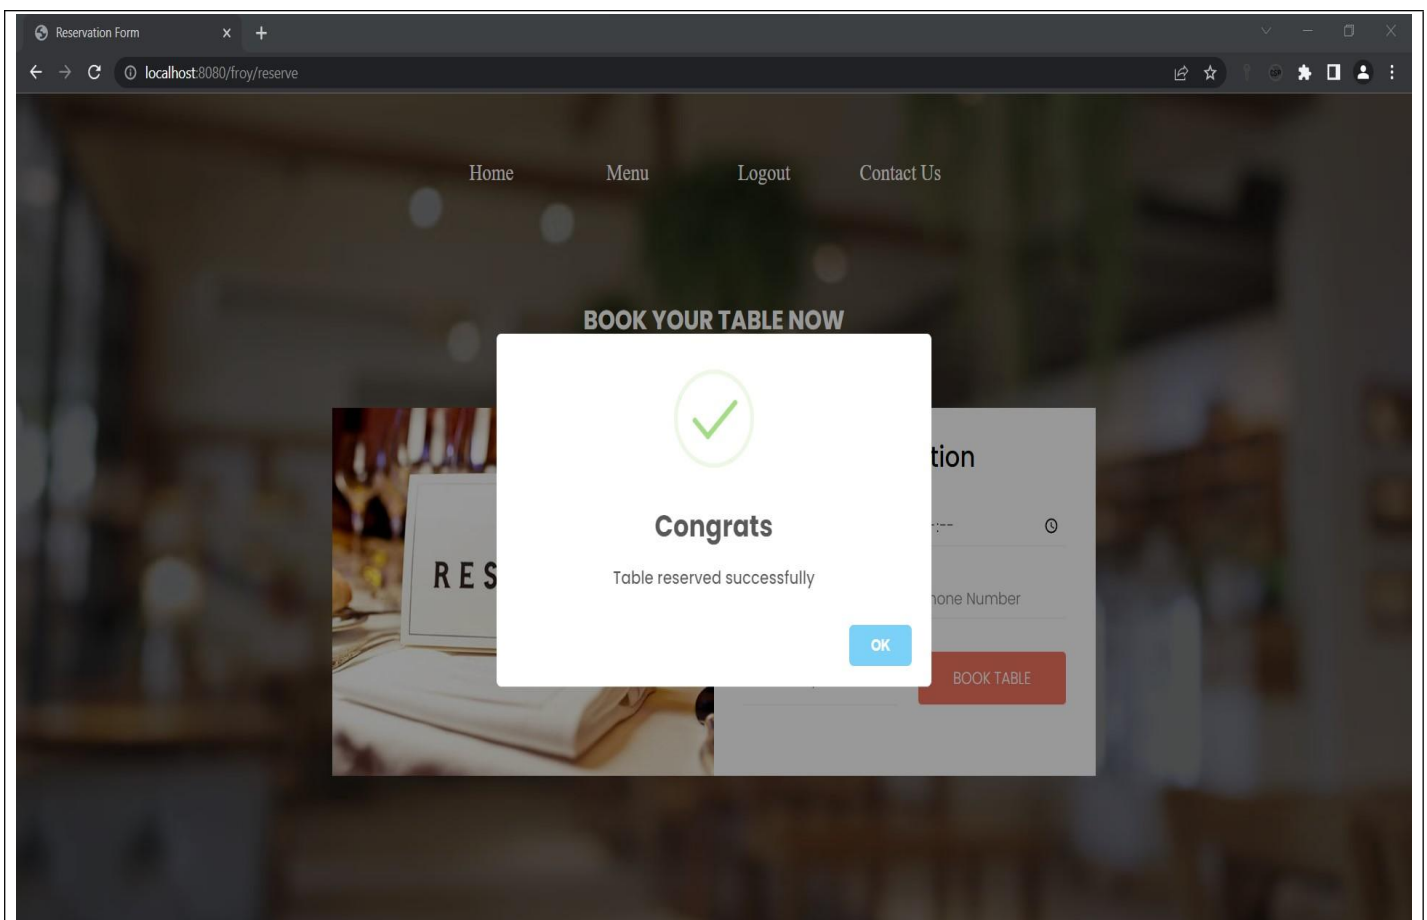 Reservation Form
localhost:8080/froy/reserve
Home Menu Logout Contact Us
BOOK YOUR TABLE NOW
tion
Congrats
--:--
RES
Table reserved successfully
hone Number
OK
BOOK TABLE